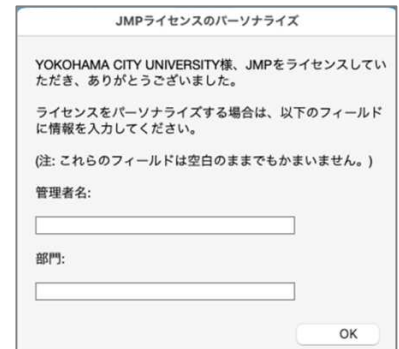 JMPライセンスのパーソナライズ
YOKOHAMA CITY UNIVERSITY様、JMPをライセンスしてい
ただき、ありがとうございました。
ライセンスをパーソナライズする場合は、以下のフィールド
に情報を入力してください。
(注: これらのフィールドは空白のままでもかまいません。)
管理者名:
部門:
OK